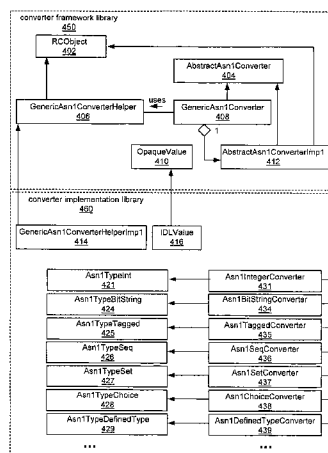 converter framework library
450
RCObject
402
AbstractAsn1Converter
404
GenericAsn1ConverterHelper
406
uses
GenericAsn1Converter
408
1
OpaqueValue
410
AbstractAsn1ConverterImp1
412
converter implementation library
460
GenericAsn1ConverterHelperImp1
414
IDLValue
416
Asn1TypeInt
421
Asn1IntegerConverter
431
Asn1TypeBitString
424
Asn1BitStringConverter
434
Asn1TypeTagged
425
Asn1TaggedConverter
435
Asn1TypeSeq
426
Asn1SeqConverter
436
Asn1TypeSet
427
Asn1SetConverter
437
Asn1TypeChoice
428
Asn1ChoiceConverter
438
Asn1TypeDefinedType
429
Asn1DefinedTypeConverter
439
...
...